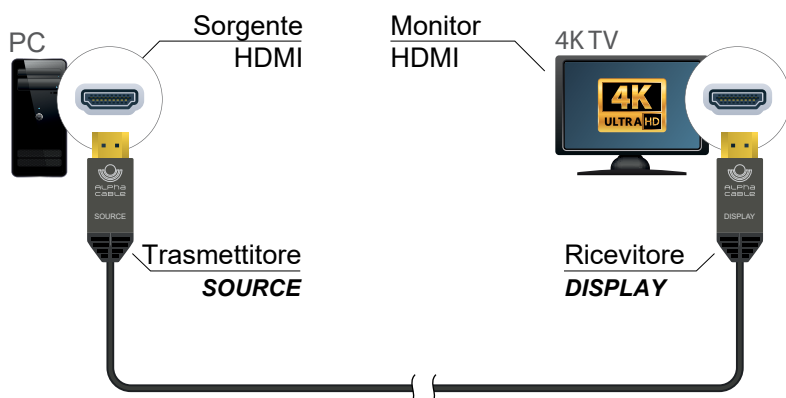 PC
Sorgente
HDMI
Monitor
HDMI
4K TV
4K
ULTRA HD
ALPHA
CABLE
SOURCE
ALPHA
CABLE
DISPLAY
Trasmettitore
SOURCE
Ricevitore
DISPLAY